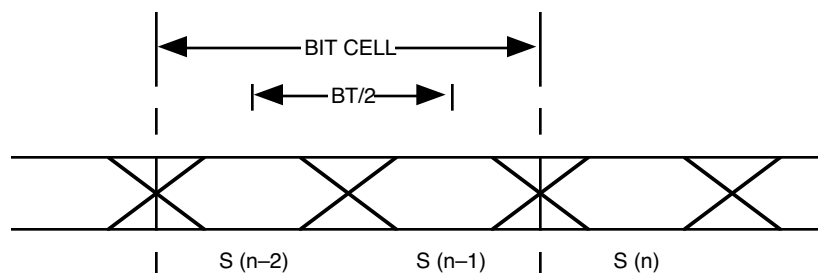 BIT CELL
BT/2
S (n–2) S (n–1) S (n)